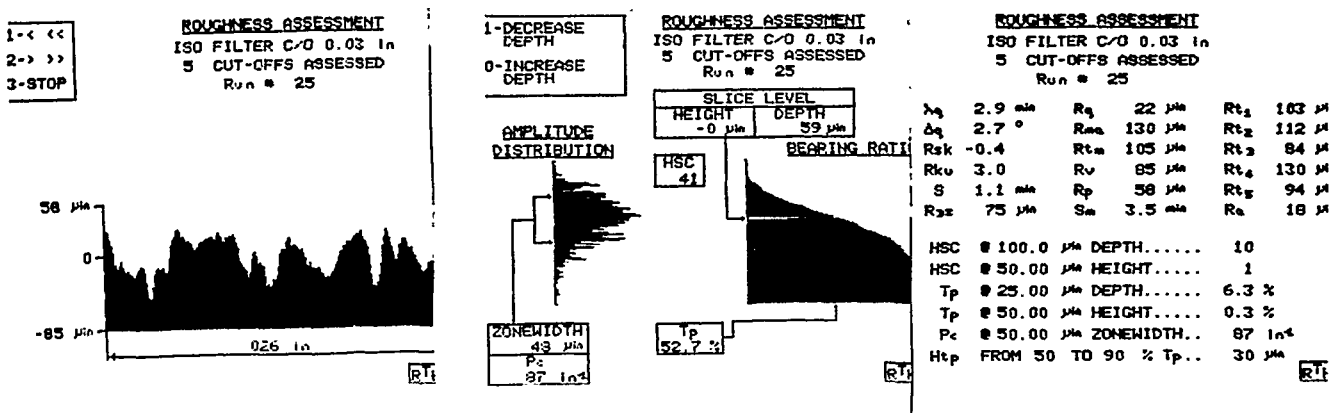 1-< <<
2-> >>
3-STOP
ROUGHNESS ASSESSMENT
ISO FILTER C/O 0.03 in
5 CUT-OFFS ASSESSED
Run # 25
58 µin
0
-85 µin
026 in
1-DECREASE
DEPTH
0-INCREASE
DEPTH
AMPLITUDE
DISTRIBUTION
ZONEWIDTH
Pc
87 in
ROUGHNESS ASSESSMENT
ISO FILTER C/O 0.03 in
5 CUT-OFFS ASSESSED
Run # 25
SLICE LEVEL
HEIGHT DEPTH
-0 µin 59 µin
BEARING RATI
HSC
41
Tp
52.7 %
ROUGHNESS ASSESSMENT
ISO FILTER C/O 0.03 in
5 CUT-OFFS ASSESSED
Run # 25
λq 2.9 min Rq 22 µin Rt1 103 µi
Δq 2.7 ° Rmq 130 µin Rt2 112 µi
Rsk -0.4 Rtm 105 µin Rt3 84 µi
Rku 3.0 Rv 85 µin Rt4 130 µi
S 1.1 min Rp 58 µin Rt5 94 µi
R3z 75 µin Sm 3.5 min Ra 18 µi
HSC @ 100.0 µin DEPTH...... 10
HSC @ 50.00 µin HEIGHT..... 1
Tp @ 25.00 µin DEPTH...... 6.3 %
Tp @ 50.00 µin HEIGHT..... 0.3 %
Pc @ 50.00 µin ZONEWIDTH.. 87
Htp FROM 50 TO 90 % Tp.. 30 µin